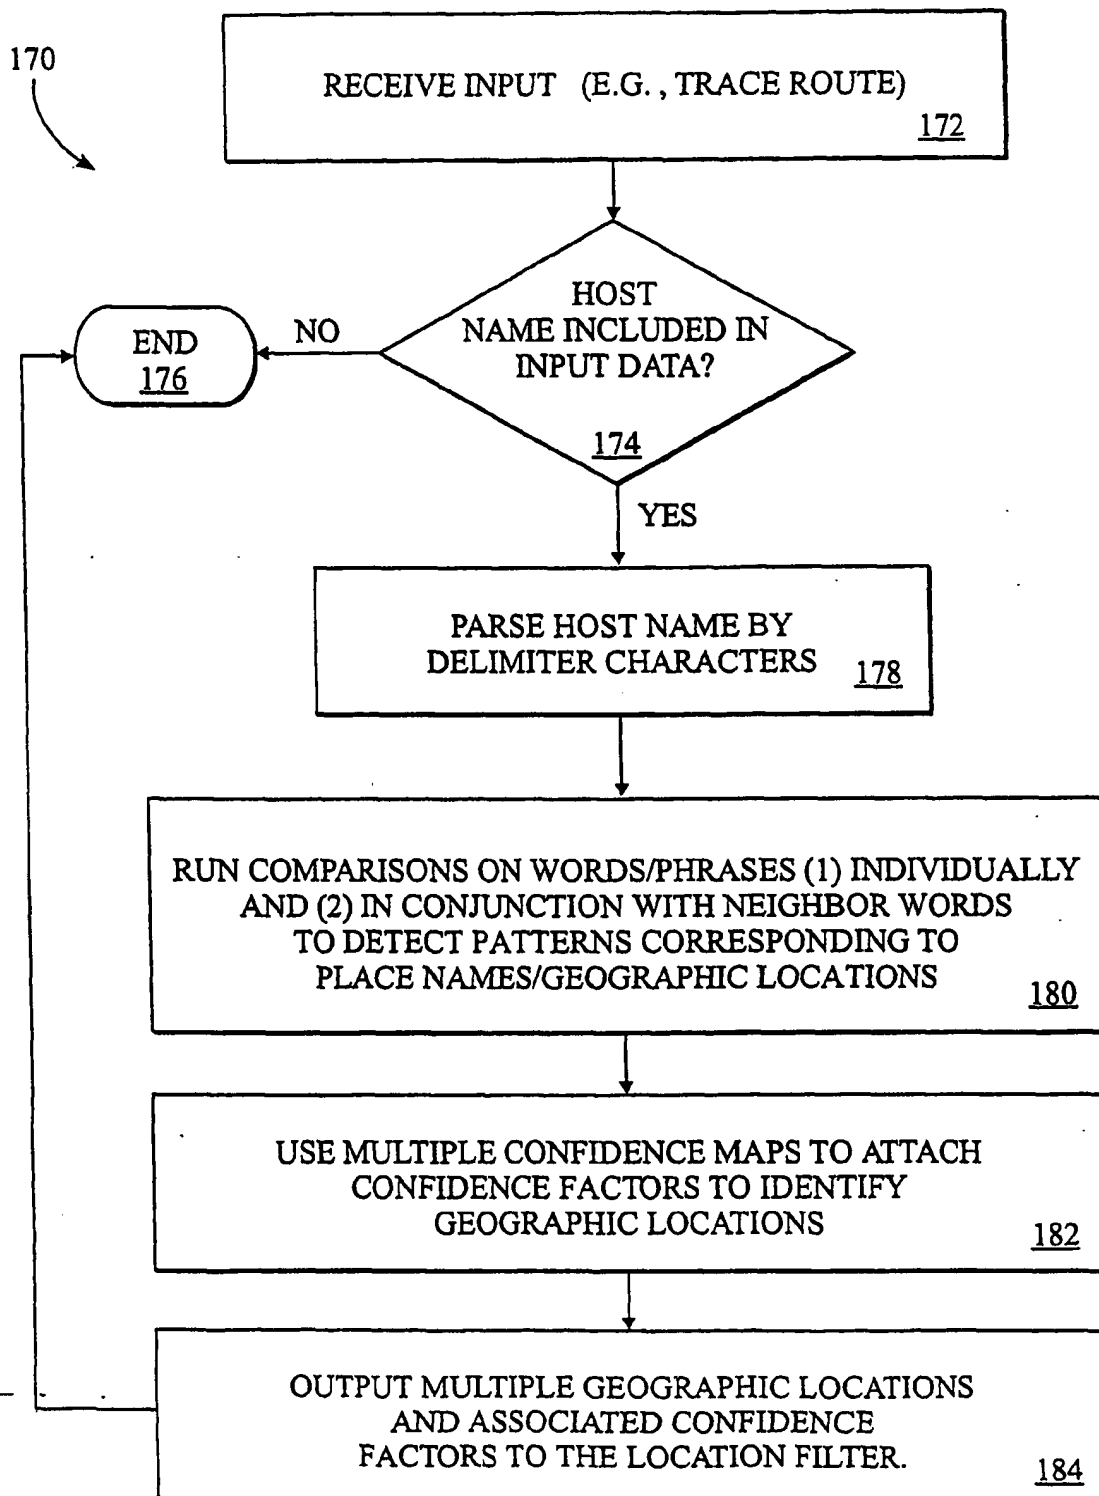 170
RECEIVE INPUT (E.G. , TRACE ROUTE)
172
HOST
NAME INCLUDED IN
INPUT DATA?
174
NO
END
176
YES
PARSE HOST NAME BY
DELIMITER CHARACTERS
178
RUN COMPARISONS ON WORDS/PHRASES (1) INDIVIDUALLY
AND (2) IN CONJUNCTION WITH NEIGHBOR WORDS
TO DETECT PATTERNS CORRESPONDING TO
PLACE NAMES/GEOGRAPHIC LOCATIONS
180
USE MULTIPLE CONFIDENCE MAPS TO ATTACH
CONFIDENCE FACTORS TO IDENTIFY
GEOGRAPHIC LOCATIONS
182
OUTPUT MULTIPLE GEOGRAPHIC LOCATIONS
AND ASSOCIATED CONFIDENCE
FACTORS TO THE LOCATION FILTER.
184